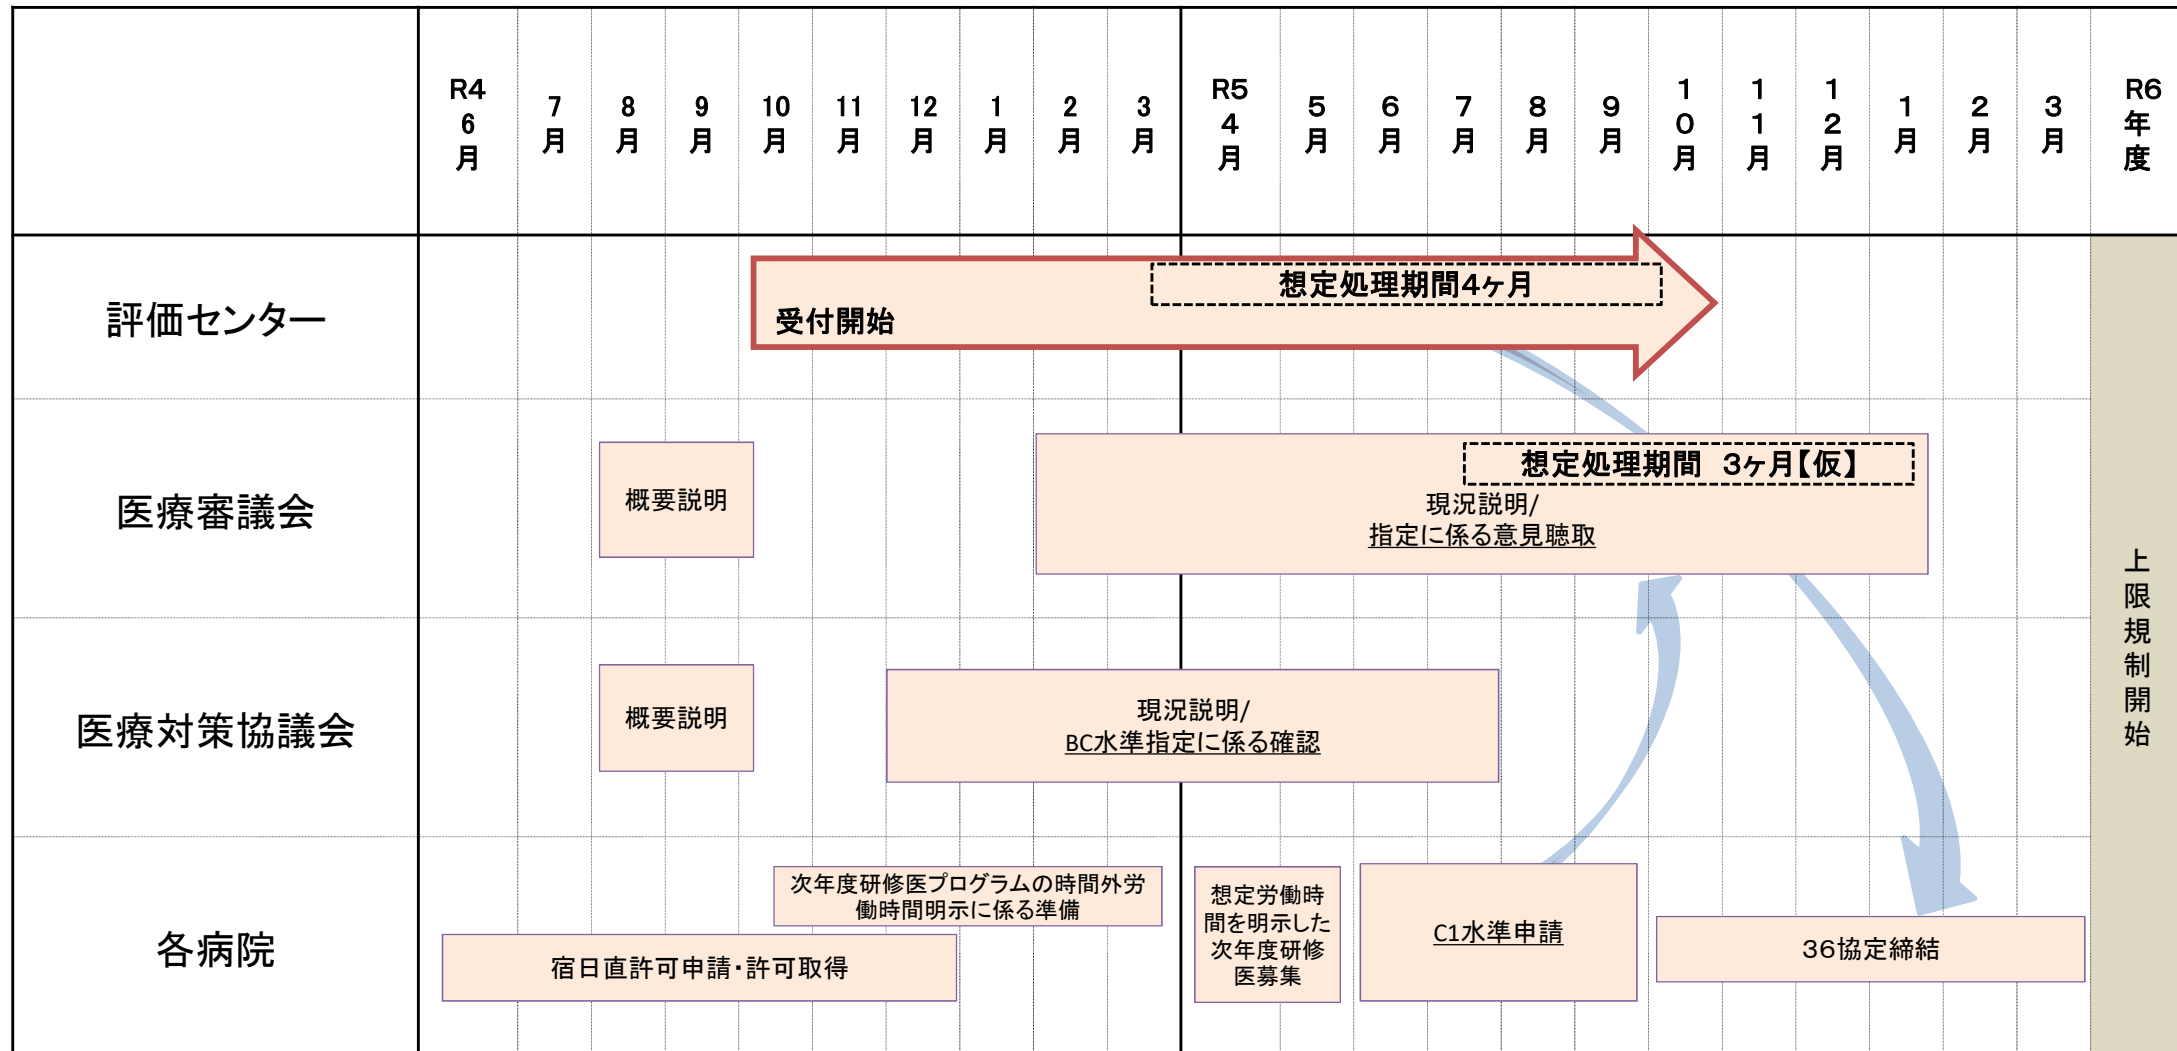 R4
6
月
7
月
8
月
9
月
10
月
11
月
12
月
1
月
2
月
3
月
R5
4
月
5
月
6
月
7
月
8
月
9
月
1
0
月
1
1
月
1
2
月
1
月
2
月
3
月
R6
年
度
評価センター
想定処理期間4ヶ月
受付開始
医療審議会
概要説明
想定処理期間 3ヶ月【仮】
現況説明/
指定に係る意見聴取
医療対策協議会
概要説明
現況説明/
BC水準指定に係る確認
各病院
次年度研修医プログラムの時間外労
働時間明示に係る準備
宿日直許可申請・許可取得
想定労働時
間を明示した
次年度研修
医募集
C1水準申請
36協定締結
上
限
規
制
開
始